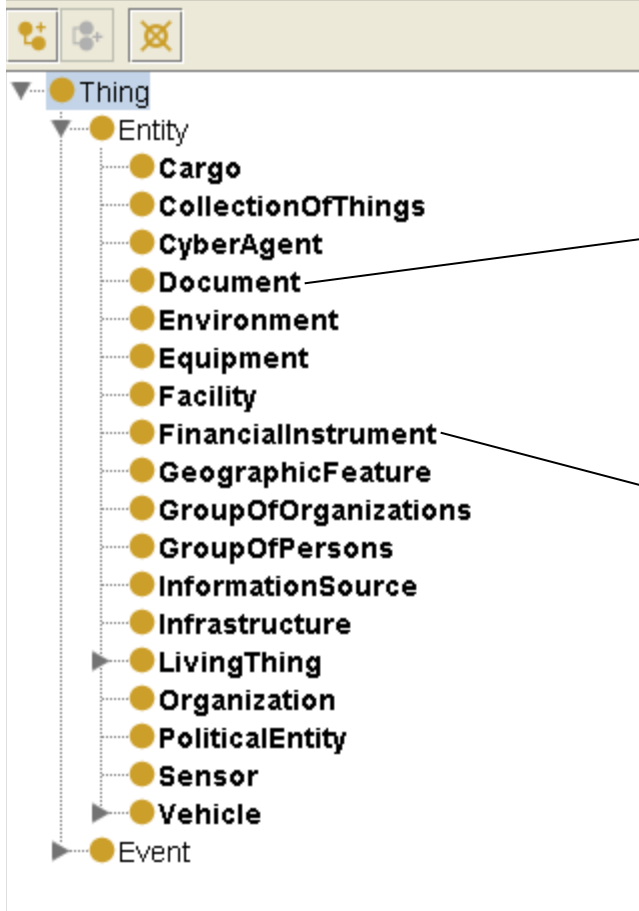 Thing
Entity
Cargo
CollectionOfThings
CyberAgent
Document
Environment
Equipment
Facility
FinancialInstrument
GeographicFeature
GroupOfOrganizations
GroupOfPersons
InformationSource
Infrastructure
LivingThing
Organization
PoliticalEntity
Sensor
Vehicle
Event